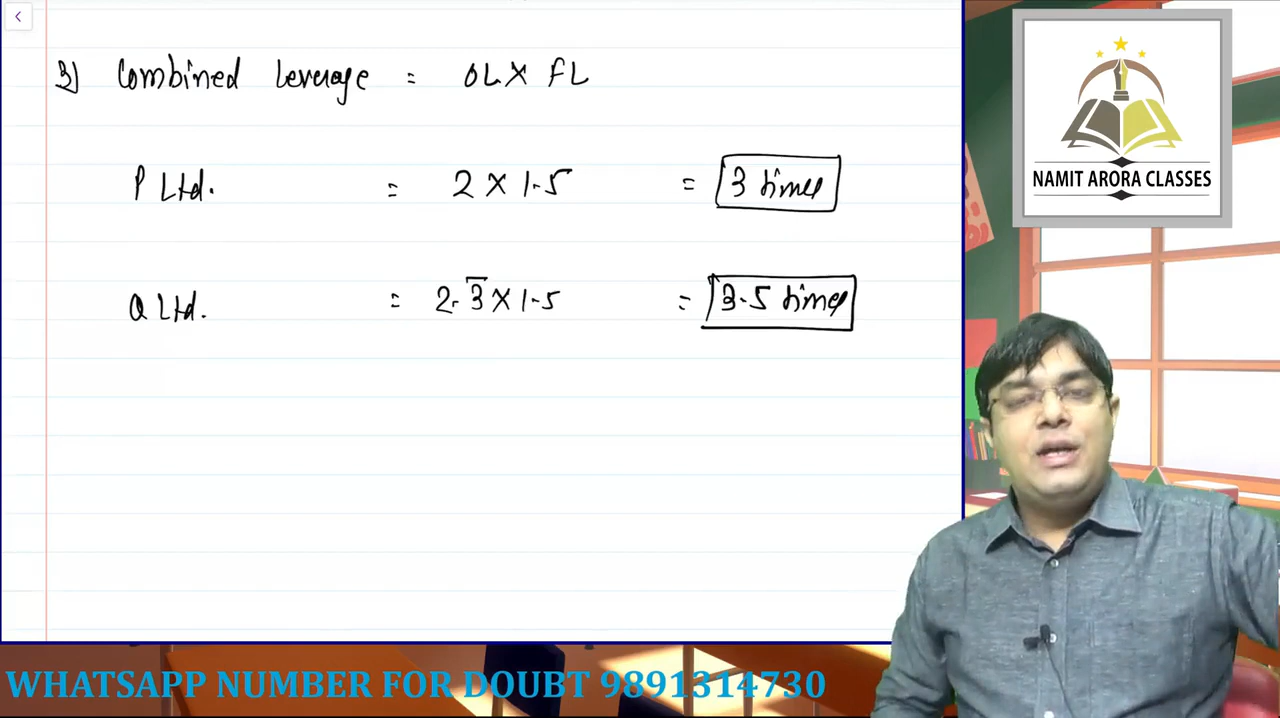 3) Combined Leverage = OL X FL
P Ltd. = 2 X 1.5 = 3 times
Q Ltd. = 2.3̅ X 1.5 = 3.5 times
NAMIT ARORA CLASSES
WHATSAPP NUMBER FOR DOUBT 9891314730